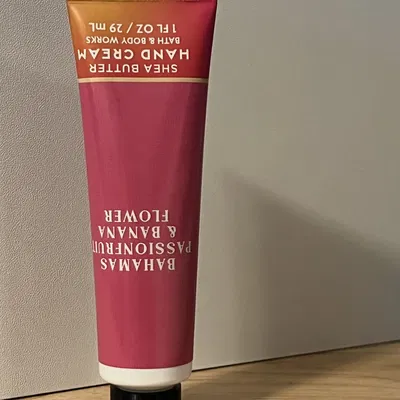 BAHAMAS
PASSIONFRUIT
& BANANA
FLOWER
SHEA BUTTER
HAND CREAM
BATH & BODY WORKS
1 FL OZ / 29 mL